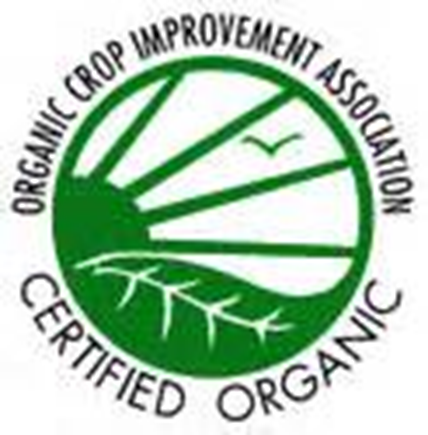 ORGANIC CROP IMPROVEMENT ASSOCIATION
CERTIFIED ORGANIC